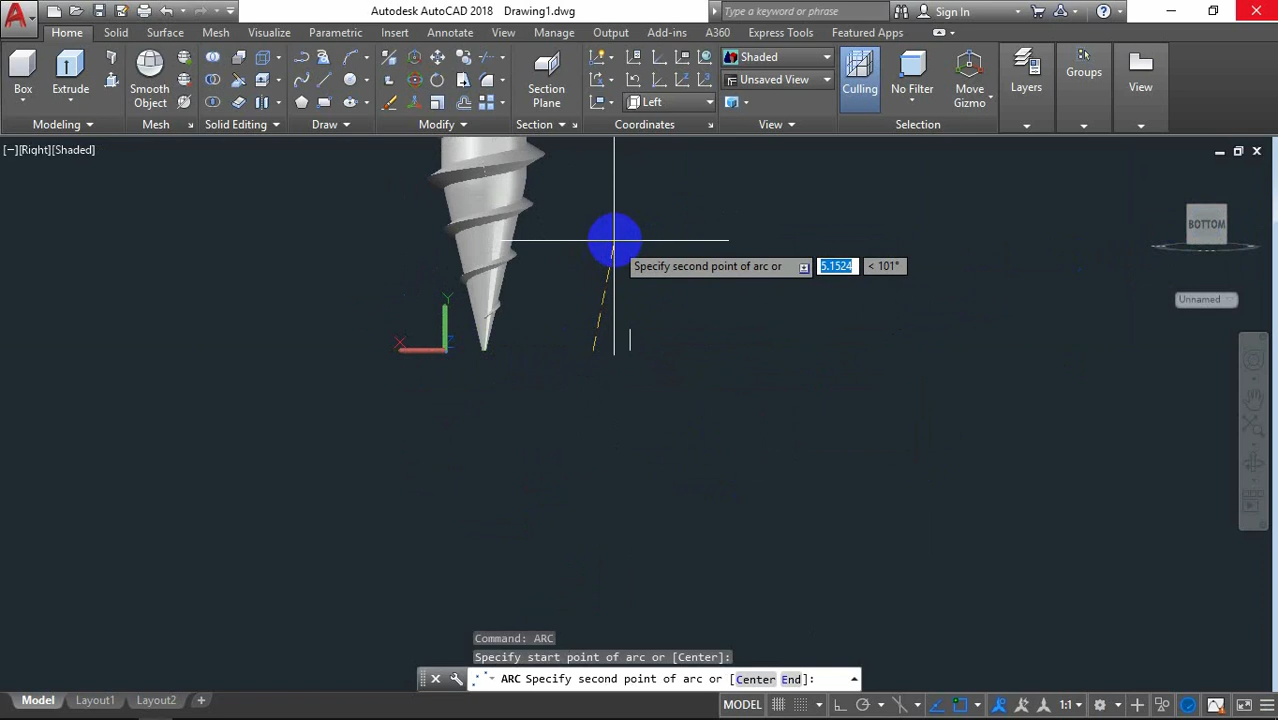 A Autodesk AutoCAD 2018 Drawing1.dwg Type a keyword or phrase Sign In
Home Solid Surface Mesh Visualize Parametric Insert Annotate View Manage Output Add-ins A360 Express Tools Featured Apps
Shaded
Unsaved View
Left
Box Extrude Smooth Object Section Plane Culling No Filter Move Gizmo Layers Groups View
Modeling Mesh Solid Editing Draw Modify Section Coordinates View Selection
[−][Right][Shaded]
BOTTOM
Specify second point of arc or 5.1524 < 101°
Y
X Z
Unnamed
Command: ARC
Specify start point of arc or [Center]:
ARC Specify second point of arc or [Center End]:
Model Layout1 Layout2 + MODEL 1:1